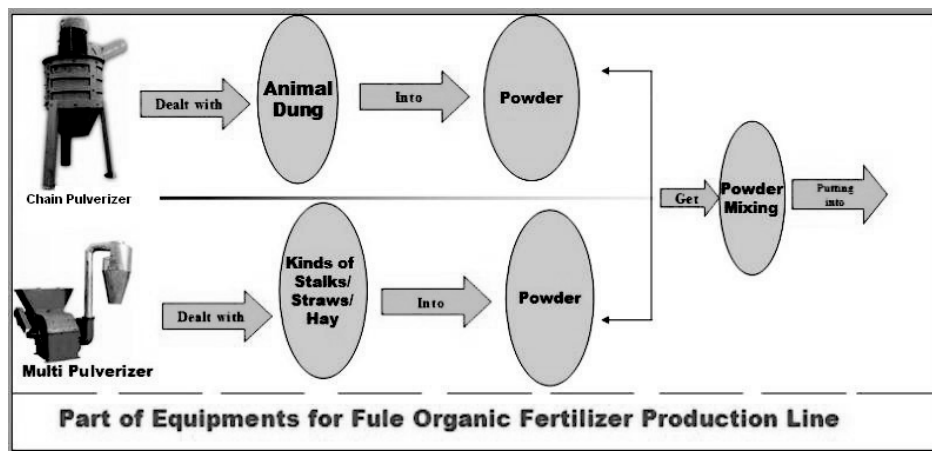 Dealt with
Animal
Dung
Into
Powder
Chain Pulverizer
Get
Powder
Mixing
Putting
into
Kinds of
Stalks/
Straws/
Hay
Dealt with
Into
Powder
Multi Pulverizer
Part of Equipments for Fule Organic Fertilizer Production Line